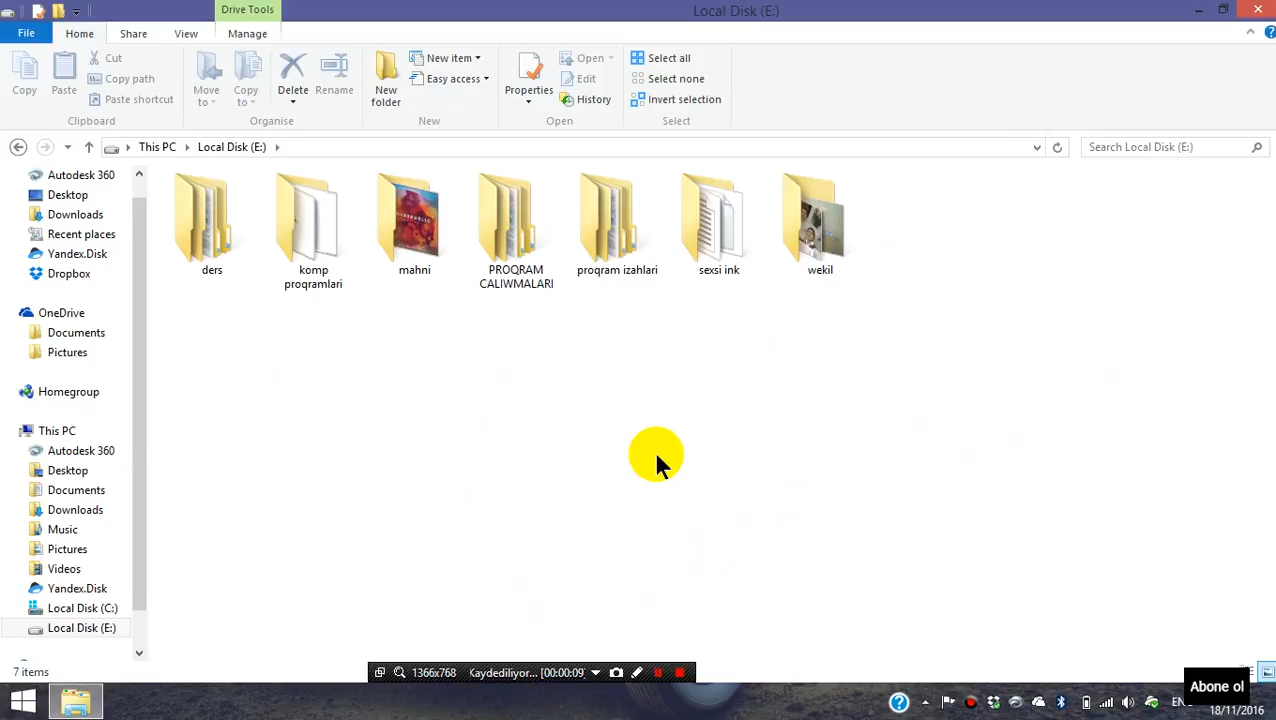 Drive Tools
Local Disk (E:)
File
Home
Share
View
Manage
Copy
Paste
Cut
Copy path
Paste shortcut
Clipboard
Move to
Copy to
Delete
Rename
Organise
New folder
New item
Easy access
New
Properties
Open
Edit
History
Open
Select all
Select none
Invert selection
Select
This PC
Local Disk (E:)
Search Local Disk (E:)
Autodesk 360
Desktop
Downloads
Recent places
Yandex.Disk
Dropbox
OneDrive
Documents
Pictures
Homegroup
This PC
Autodesk 360
Desktop
Documents
Downloads
Music
Pictures
Videos
Yandex.Disk
Local Disk (C:)
Local Disk (E:)
ders
komp
proqramlari
mahni
PROQRAM
CALIWMALARI
proqram izahlari
sexsi ink
wekil
7 items
1366x768
Kaydediliyor... [00:00:09]
Abone ol
18/11/2016